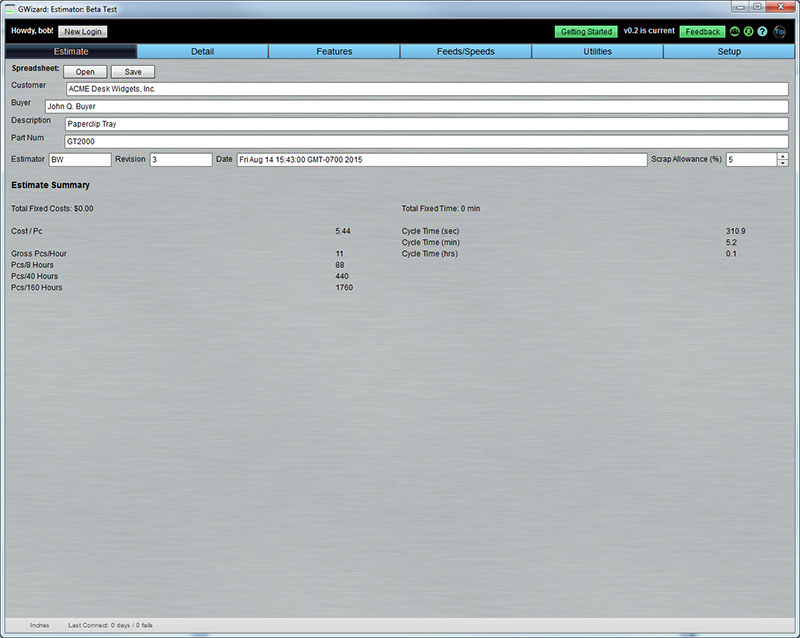 GWizard: Estimator: Beta Test
Howdy, bob! New Login Getting Started v0.2 is current Feedback ? Tip
Estimate Detail Features Feeds/Speeds Utilities Setup
Spreadsheet: Open Save
Customer ACME Desk Widgets, Inc.
Buyer John Q. Buyer
Description Paperclip Tray
Part Num GT2000
Estimator BW Revision 3 Date Fri Aug 14 15:43:00 GMT-0700 2015 Scrap Allowance (%) 5
Estimate Summary
Total Fixed Costs: $0.00 Total Fixed Time: 0 min
Cost / Pc 5.44 Cycle Time (sec) 310.9
Cycle Time (min) 5.2
Gross Pcs/Hour 11 Cycle Time (hrs) 0.1
Pcs/8 Hours 88
Pcs/40 Hours 440
Pcs/160 Hours 1760
Inches Last Connect: 0 days / 0 fails